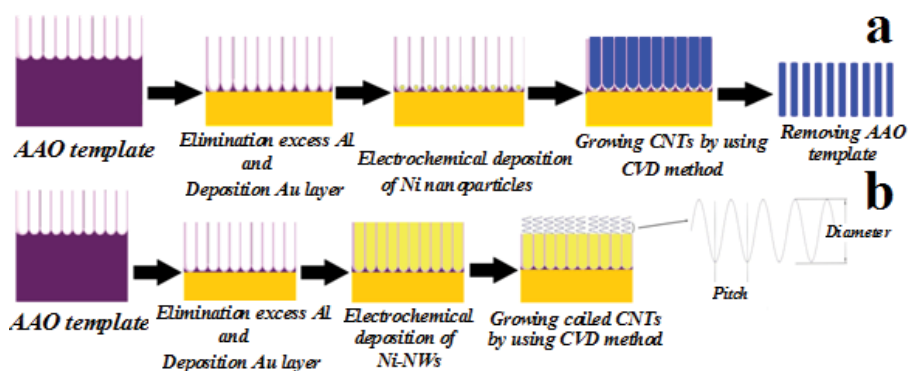 a
AAO template
Elimination excess Al
and
Deposition Au layer
Electrochemical deposition
of Ni nanoparticles
Growing CNTs by using
CVD method
Removing AAO
template
b
AAO template
Elimination excess Al
and
Deposition Au layer
Electrochemical
deposition of
Ni-NWs
Growing coiled CNTs
by using CVD method
Pitch
Diameter